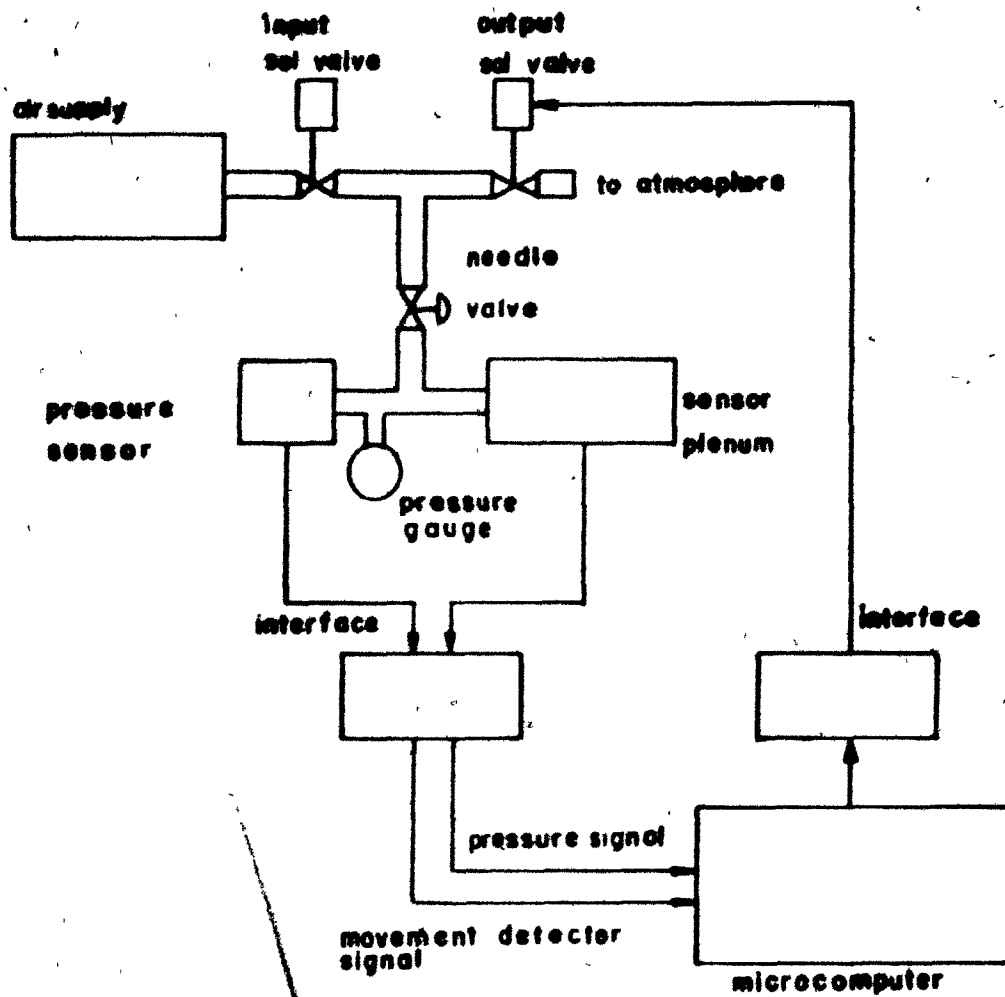 input
sol valve
output
sol valve
air supply
to atmosphere
needle
valve
pressure
sensor
sensor
plenum
pressure
gauge
interface
interface
pressure signal
movement detector
signal
microcomputer